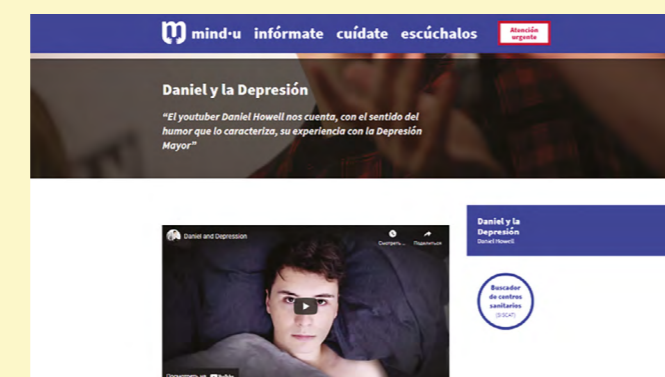 mind·u infórmate cuídate escúchalos
Atención
urgente
Daniel y la Depresión
“El youtuber Daniel Howell nos cuenta, con el sentido del
humor que lo caracteriza, su experiencia con la Depresión
Mayor”
Daniel and Depression
Смотреть ...
Поделиться
YouTube
Daniel y la
Depresión
Daniel Howell
Buscador
de centros
sanitarios